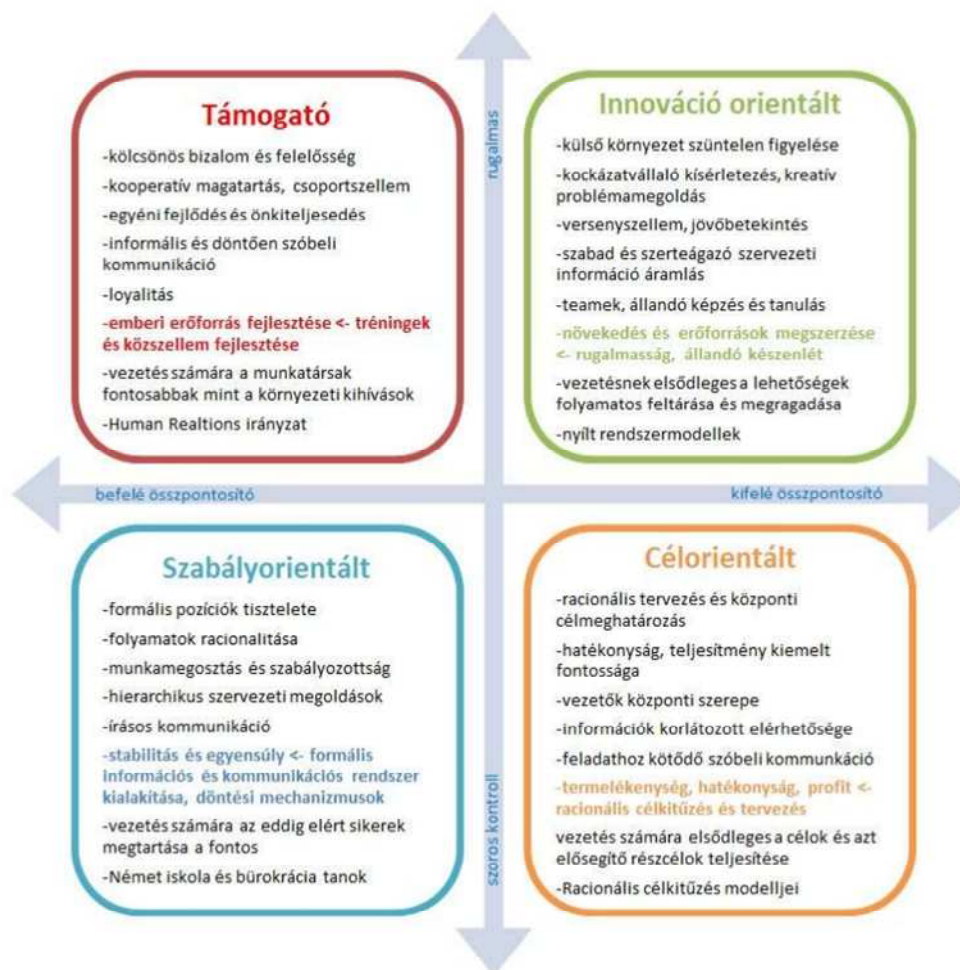 rugalmas
Támogató
-kölcsönös bizalom és felelősség
-kooperatív magatartás, csoportszellem
-egyéni fejlődés és önkiteljesedés
-informális és döntően szóbeli
kommunikáció
-loyalitás
-emberi erőforrás fejlesztése <- tréningek
és közszellem fejlesztése
-vezetés számára a munkatársak
fontosabbak mint a környezeti kihívások
-Human Realtions irányzat
Innováció orientált
-külső környezet szüntelen figyelése
-kockázatvállaló kísérletezés, kreatív
problémamegoldás
-versenyszellem, jövőbetekintés
-szabad és szerteágazó szervezeti
információ áramlás
-teamek, állandó képzés és tanulás
-növekedés és erőforrások megszerzése
<- rugalmasság, állandó készenlét
-vezetésnek elsődleges a lehetőségek
folyamatos feltárása és megragadása
-nyílt rendszermodellek
befelé összpontosító
kifelé összpontosító
Szabályorientált
-formális pozíciók tisztelete
-folyamatok racionalitása
-munkamegosztás és szabályozottság
-hierarchikus szervezeti megoldások
-írásos kommunikáció
-stabilitás és egyensúly <- formális
információs és kommunikációs rendszer
kialakítása, döntési mechanizmusok
-vezetés számára az eddig elért sikerek
megtartása a fontos
-Német iskola és bürokrácia tanok
Célorientált
-racionális tervezés és központi
célmeghatározás
-hatékonyság, teljesítmény kiemelt
fontossága
-vezetők központi szerepe
-információk korlátozott elérhetősége
-feladathoz kötődő szóbeli kommunkáció
-termelékenység, hatékonyság, profit <-
racionális célkitűzés és tervezés
vezetés számára elsődleges a célok és azt
elősegítő részcélok teljesítése
-Racionális célkitűzés modelljei
szoros kontroll